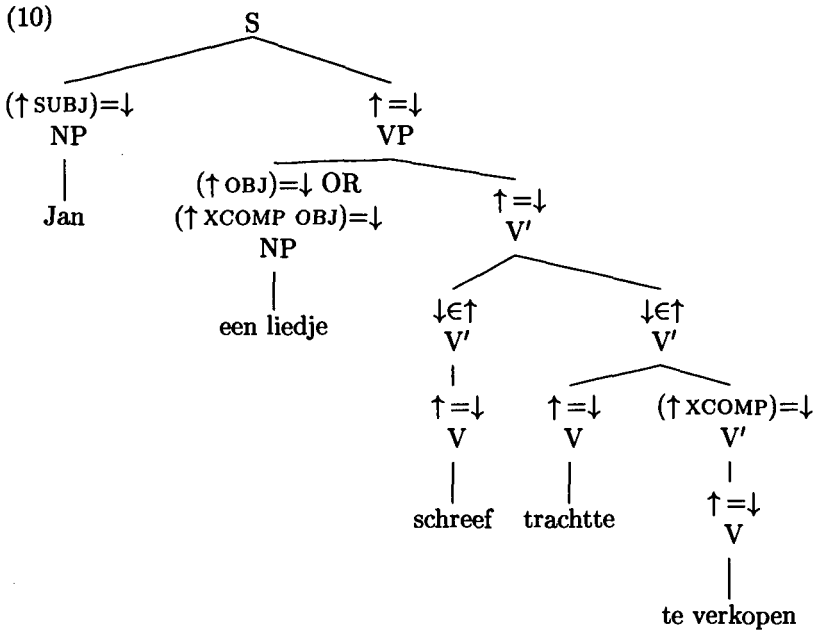 (10)
S
(↑ SUBJ)=↓ ↑=↓
NP VP
Jan
(↑ OBJ)=↓ OR
(↑ XCOMP OBJ)=↓
NP
↑=↓
V′
een liedje
↓∈↑ ↓∈↑
V′ V′
↑=↓ ↑=↓ (↑ XCOMP)=↓
V V V′
schreef trachtte
↑=↓
V
te verkopen